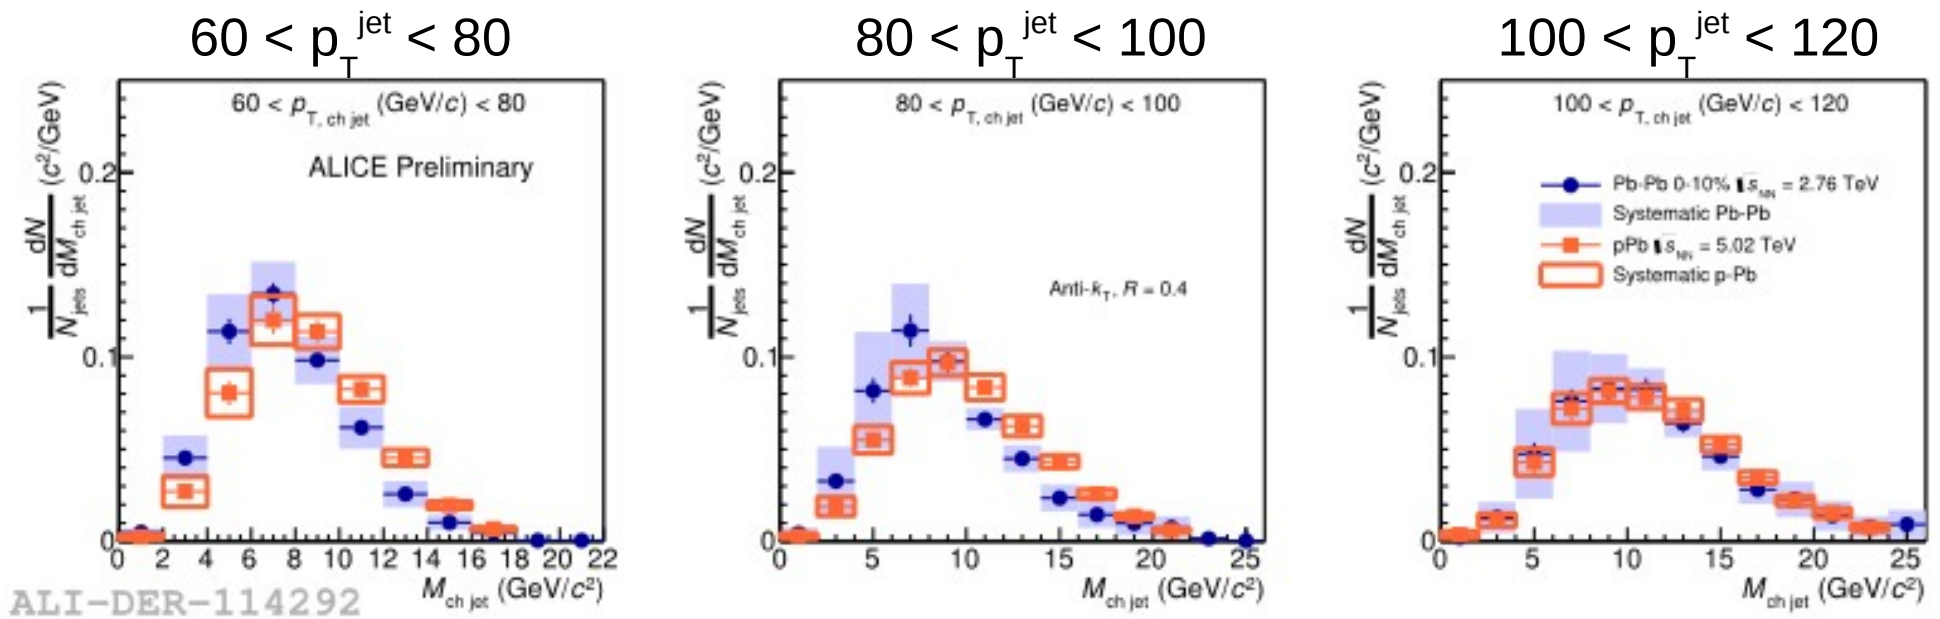 60 < p_T^jet < 80
80 < p_T^jet < 100
100 < p_T^jet < 120
1/N_jets dN/dM_ch jet (c²/GeV)
60 < p_T, ch jet (GeV/c) < 80
ALICE Preliminary
0.2
0.1
0
0 2 4 6 8 10 12 14 16 18 20 22
M_ch jet (GeV/c²)
1/N_jets dN/dM_ch jet (c²/GeV)
80 < p_T, ch jet (GeV/c) < 100
Anti-k_T, R = 0.4
0.2
0.1
0
0 5 10 15 20 25
M_ch jet (GeV/c²)
1/N_jets dN/dM_ch jet (c²/GeV)
100 < p_T, ch jet (GeV/c) < 120
Pb-Pb 0-10% √s_NN = 2.76 TeV
Systematic Pb-Pb
pPb √s_NN = 5.02 TeV
Systematic p-Pb
0.2
0.1
0
0 5 10 15 20 25
M_ch jet (GeV/c²)
ALI-DER-114292